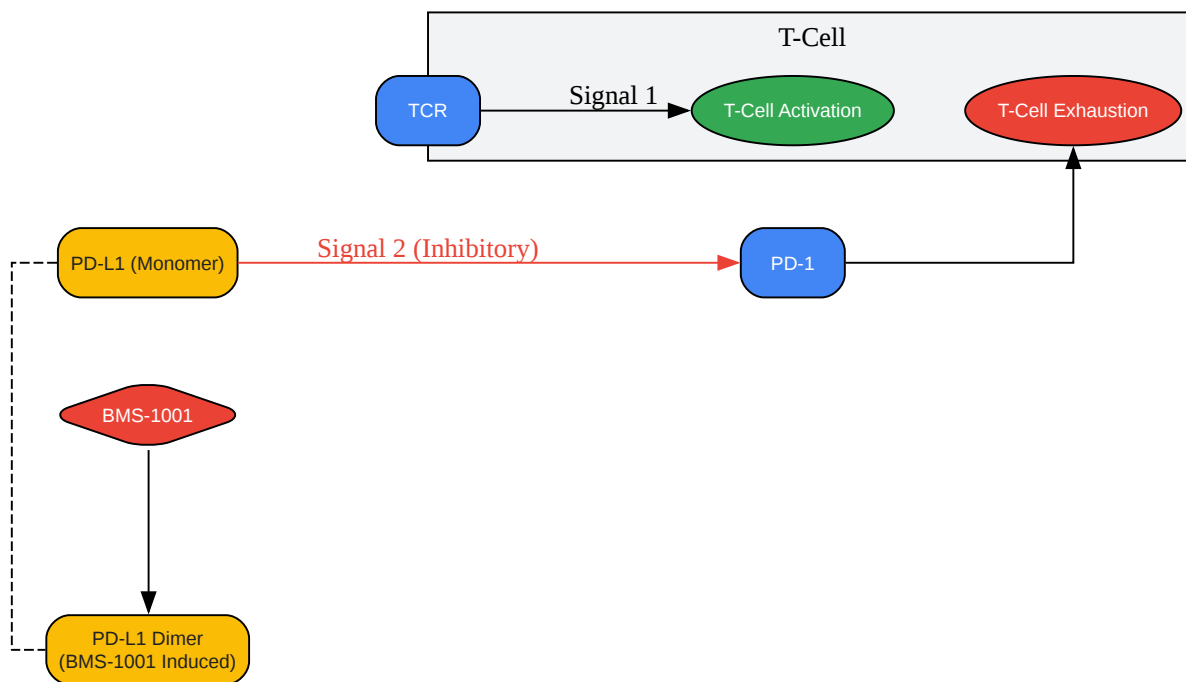 T-Cell
TCR
Signal 1
T-Cell Activation
T-Cell Exhaustion
PD-L1 (Monomer)
Signal 2 (Inhibitory)
PD-1
BMS-1001
PD-L1 Dimer
(BMS-1001 Induced)